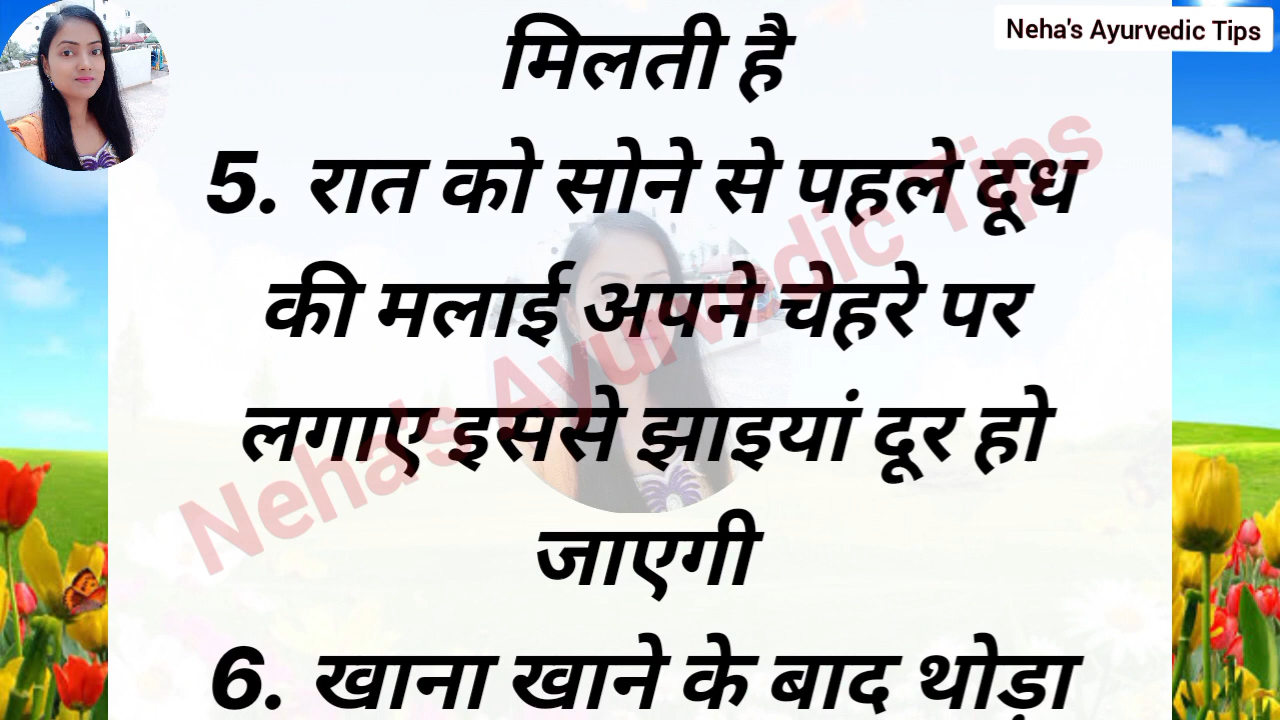 Neha's Ayurvedic Tips
मिलती है
5. रात को सोने से पहले दूध
की मलाई अपने चेहरे पर
लगाए इससे झाइयां दूर हो
जाएगी
6. खाना खाने के बाद थोड़ा
Neha's Ayurvedic Tips